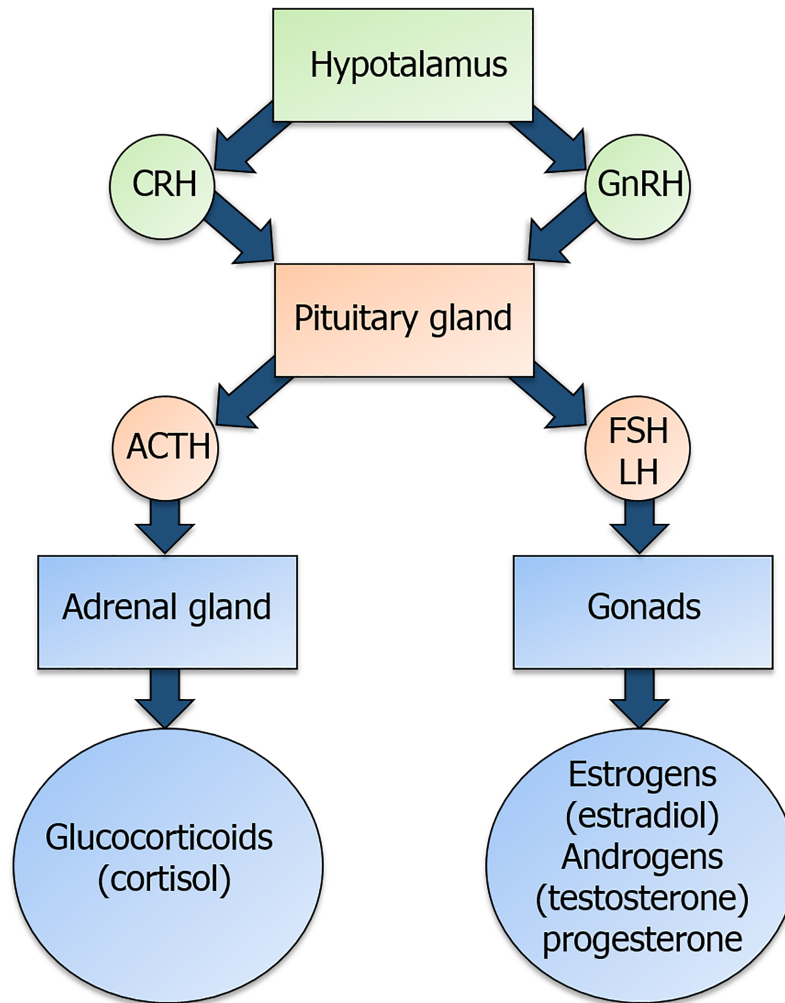 Hypotalamus
CRH
GnRH
Pituitary gland
ACTH
FSH
LH
Adrenal gland
Gonads
Glucocorticoids
(cortisol)
Estrogens
(estradiol)
Androgens
(testosterone)
progesterone